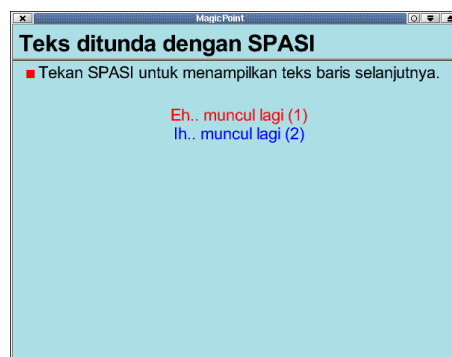 MagicPoint
Teks ditunda dengan SPASI
Tekan SPASI untuk menampilkan teks baris selanjutnya.
Eh.. muncul lagi (1)
Ih.. muncul lagi (2)